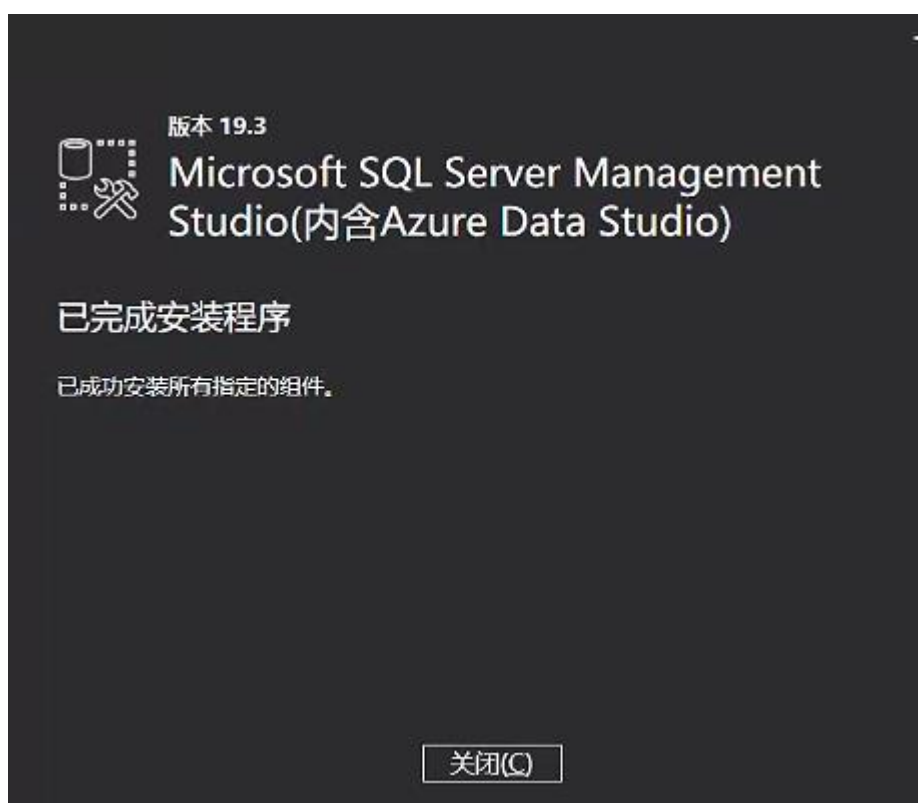 版本 19.3
Microsoft SQL Server Management
Studio(内含Azure Data Studio)
已完成安装程序
已成功安装所有指定的组件。
关闭(C)